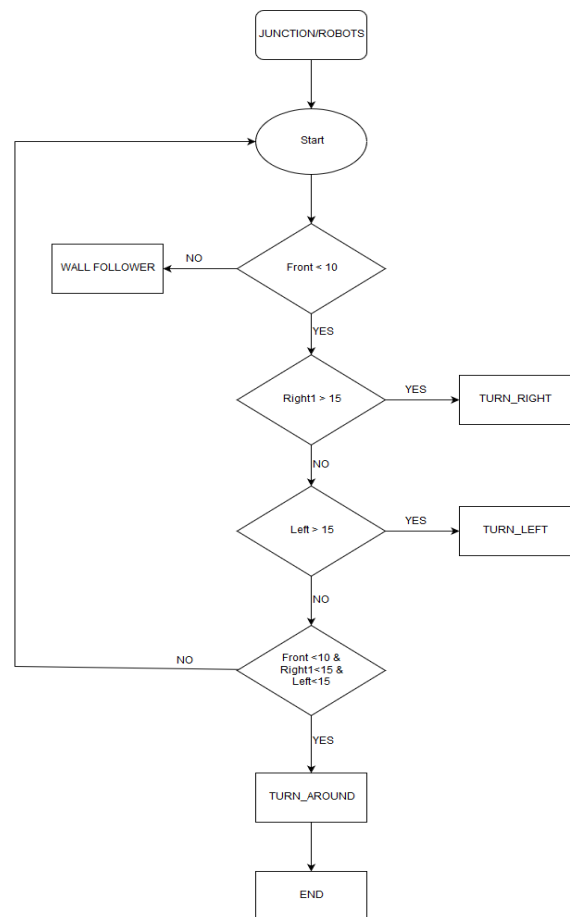 JUNCTION/ROBOTS
Start
Front < 10
NO
WALL FOLLOWER
YES
Right1 > 15
YES
TURN_RIGHT
NO
Left > 15
YES
TURN_LEFT
NO
Front <10 &
Right1<15 &
Left<15
NO
YES
TURN_AROUND
END